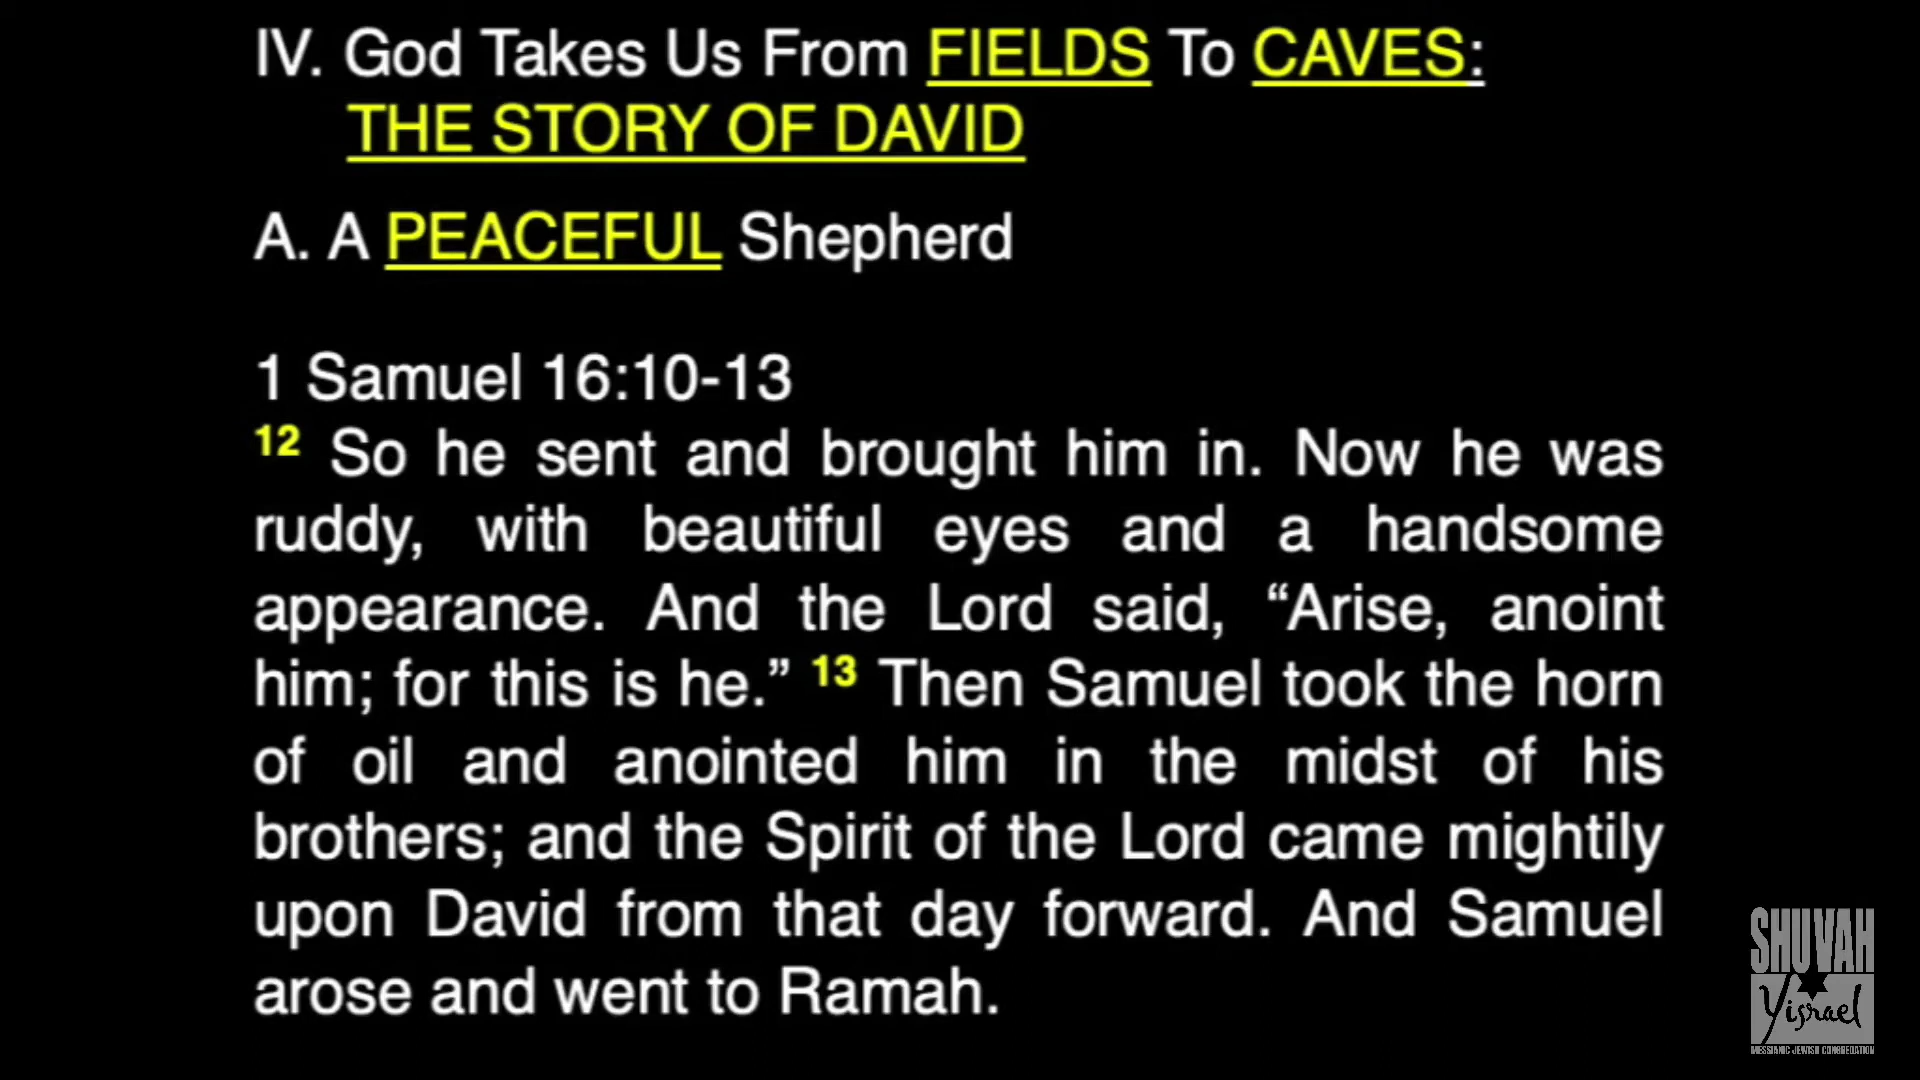 IV. God Takes Us From FIELDS To CAVES:
THE STORY OF DAVID
A. A PEACEFUL Shepherd
1 Samuel 16:10-13
12 So he sent and brought him in. Now he was
ruddy, with beautiful eyes and a handsome
appearance. And the Lord said, “Arise, anoint
him; for this is he.” 13 Then Samuel took the horn
of oil and anointed him in the midst of his
brothers; and the Spirit of the Lord came mightily
upon David from that day forward. And Samuel
arose and went to Ramah.
SHUVAH
Yisrael
MESSIANIC JEWISH CONGREGATION